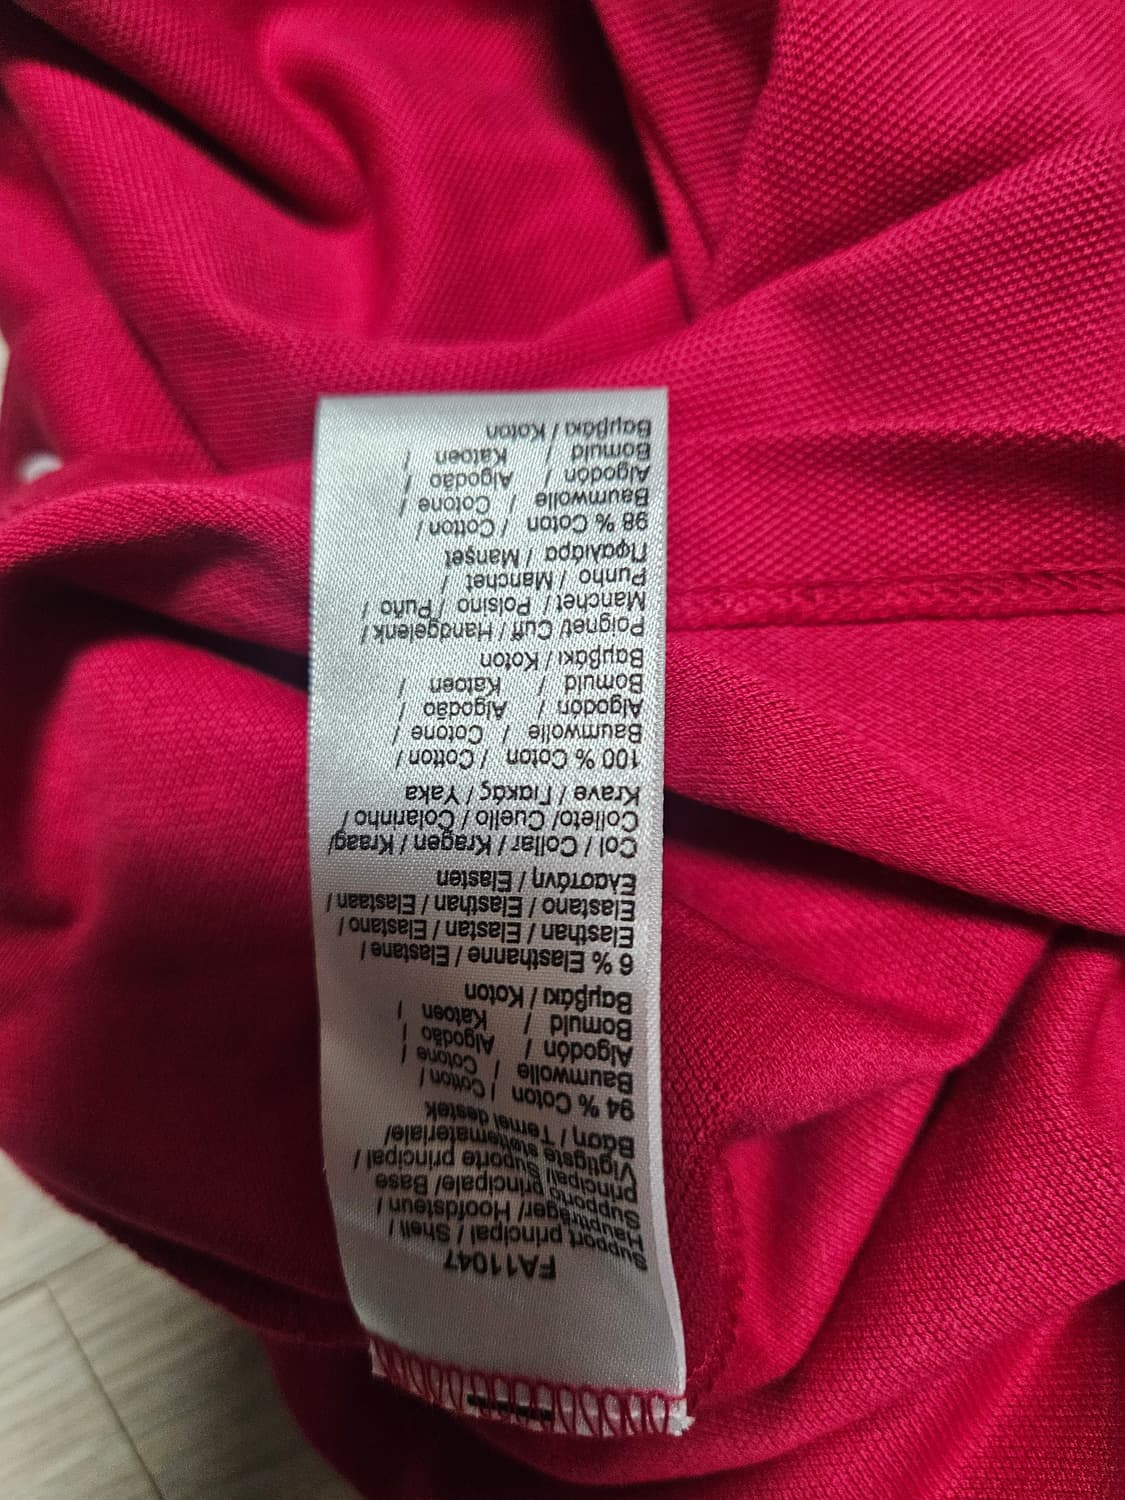 FA11047
Support principal / Shell /
Hauptträger/ Hoofdsteun /
Supporto principale/ Base
principal/ Suporte principal /
Vigtigste støttemateriale/
Βάση / Temel destek
94 % Coton / Cotton /
Baumwolle / Cotone /
Algodón / Algodão /
Bomuld / Katoen /
Βαμβάκι / Koton
6 % Elasthanne / Elastane /
Elasthan / Elastan / Elastano /
Elastano / Elasthan / Elastaan /
Ελαστάνη / Elasten
Col / Collar / Kragen / Kraag/
Colleto/ Cuello / Colarinho /
Krave / Γιακάς / Yaka
100 % Coton / Cotton /
Baumwolle / Cotone /
Algodón / Algodão /
Bomuld / Katoen /
Βαμβάκι / Koton
Poignet/ Cuff / Handgelenk /
Manchet / Polsino / Puño /
Punho / Manchet /
Πφαλιάρα / Manşet
98 % Coton / Cotton /
Baumwolle / Cotone /
Algodón / Algodão /
Bomuld / Katoen /
Βαμβάκι / Koton